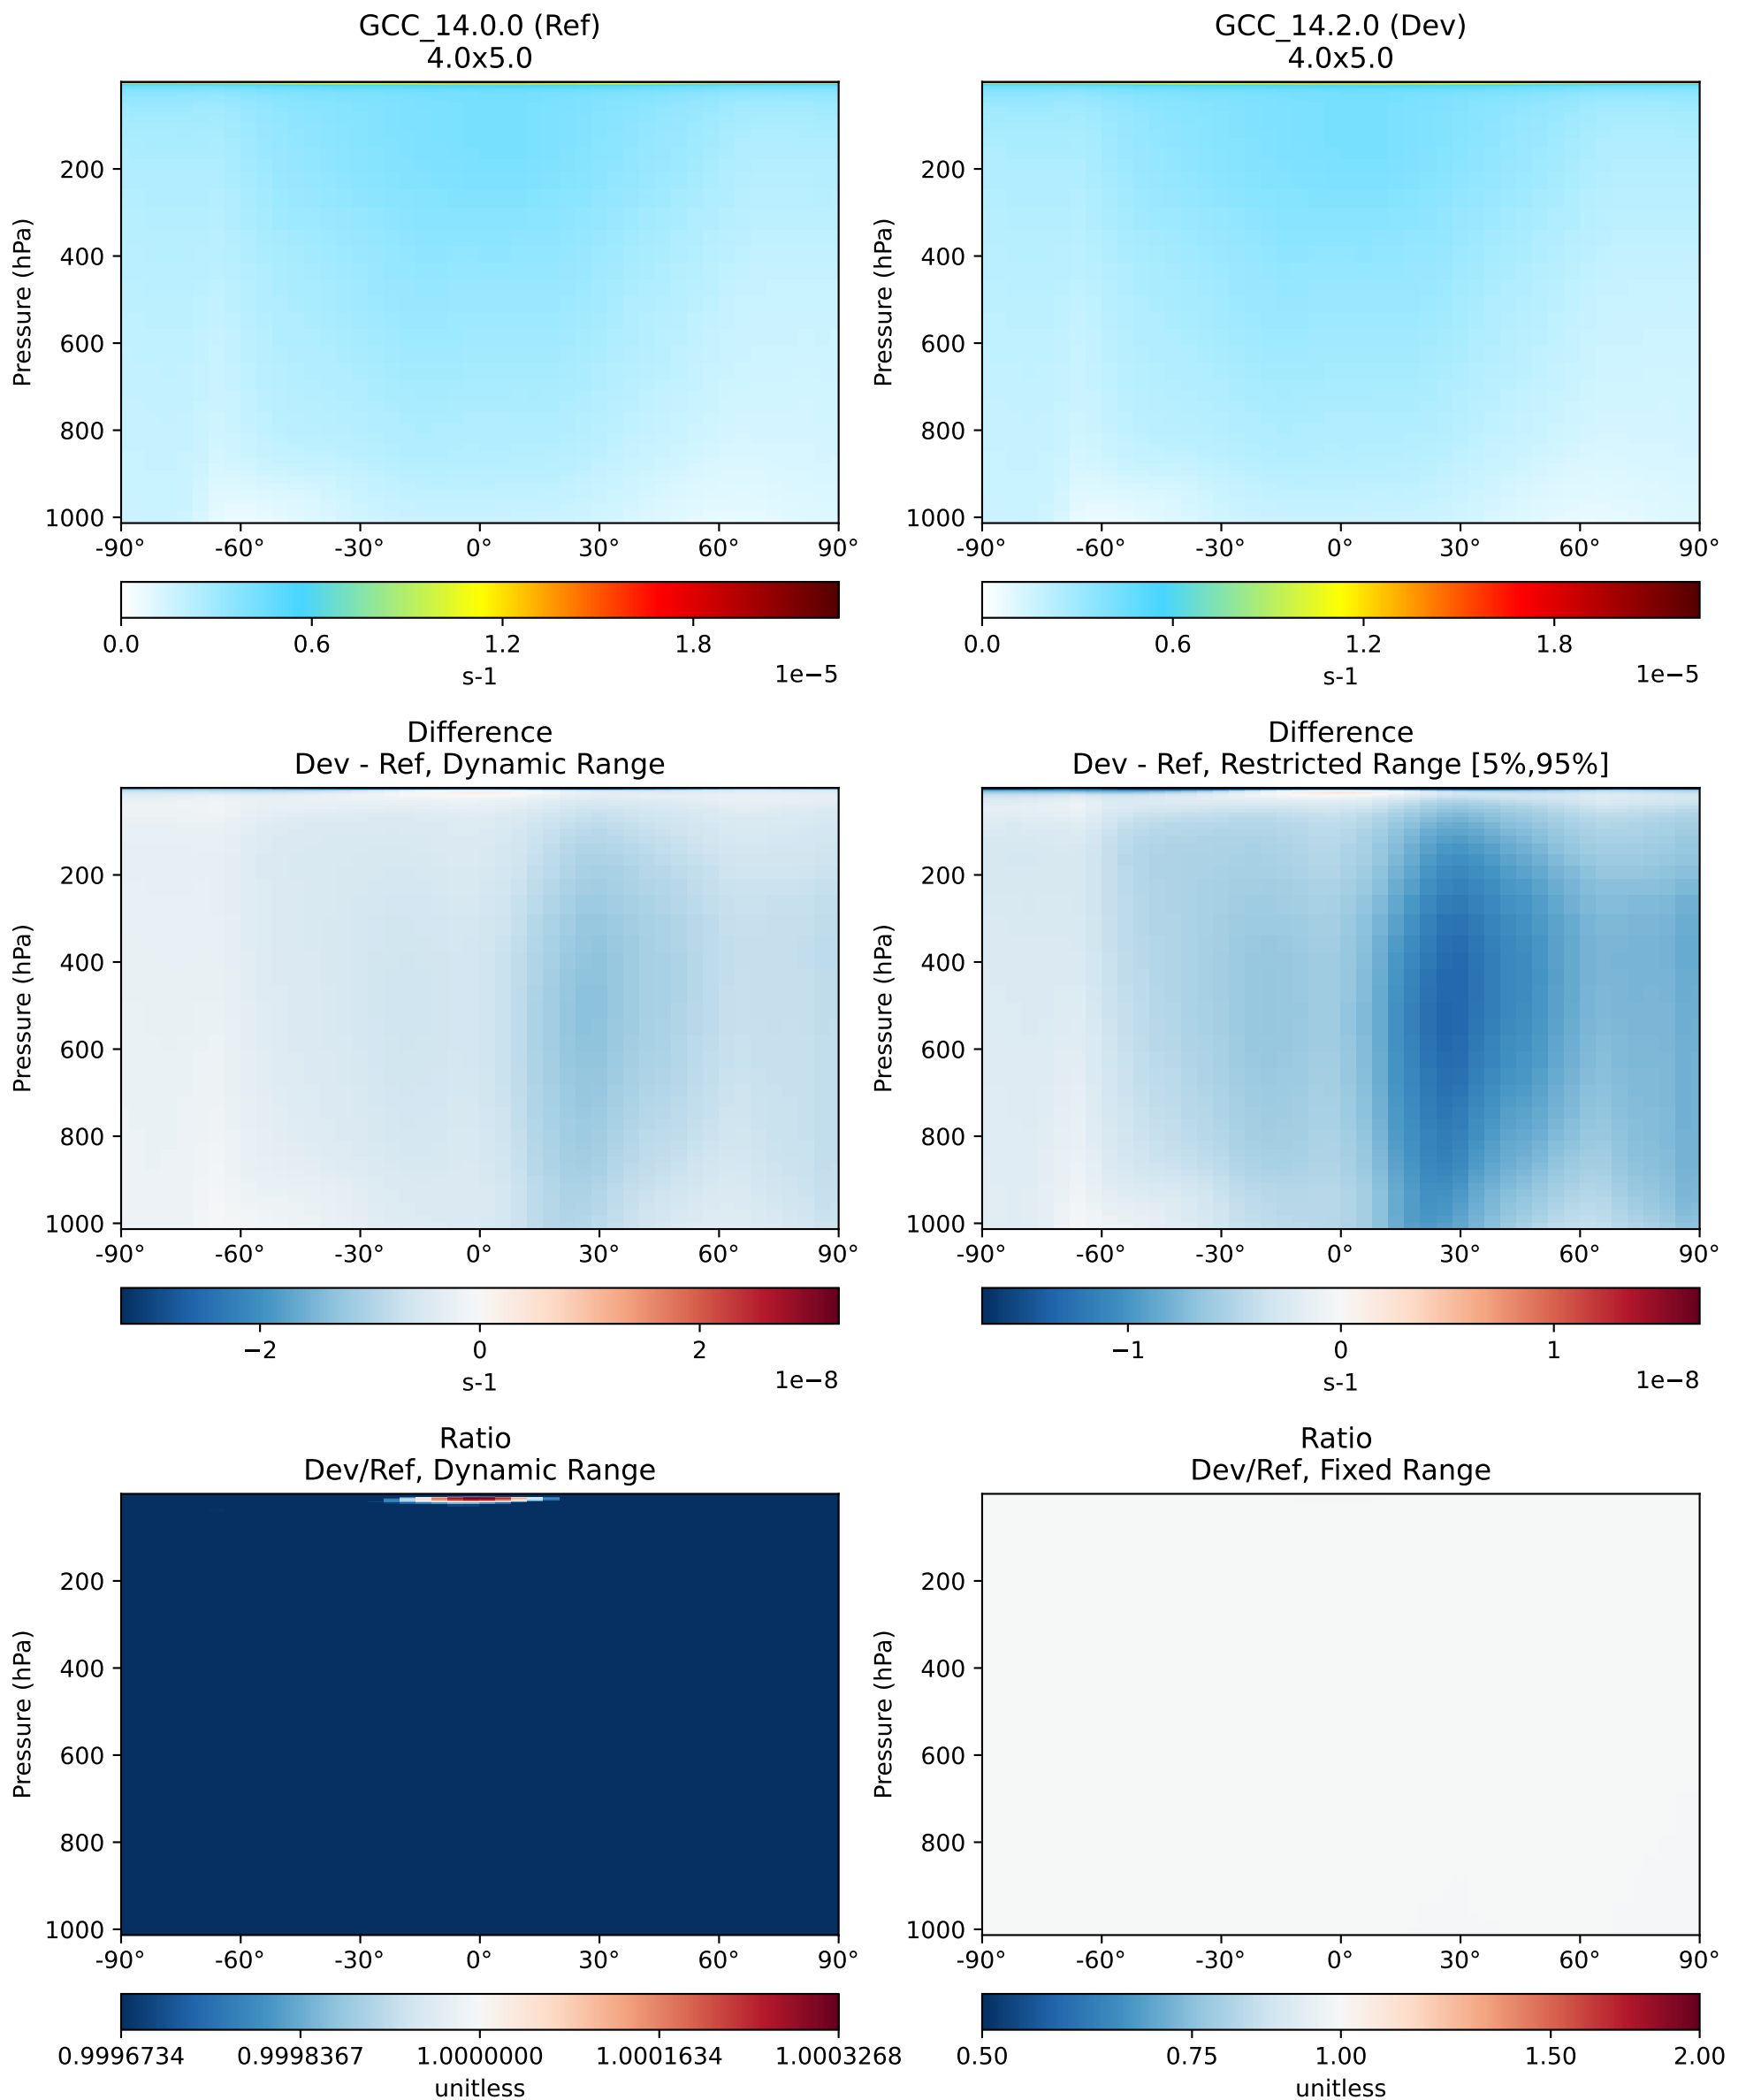 GCC_14.0.0 (Ref)
4.0x5.0
Pressure (hPa)
200
400
600
800
1000
-90° -60° -30° 0° 30° 60° 90°
0.0 0.6 1.2 1.8
s-1
1e−5
GCC_14.2.0 (Dev)
4.0x5.0
Pressure (hPa)
200
400
600
800
1000
-90° -60° -30° 0° 30° 60° 90°
0.0 0.6 1.2 1.8
s-1
1e−5
Difference
Dev - Ref, Dynamic Range
Pressure (hPa)
200
400
600
800
1000
-90° -60° -30° 0° 30° 60° 90°
−2 0 2
s-1
1e−8
Difference
Dev - Ref, Restricted Range [5%,95%]
Pressure (hPa)
200
400
600
800
1000
-90° -60° -30° 0° 30° 60° 90°
−1 0 1
s-1
1e−8
Ratio
Dev/Ref, Dynamic Range
Pressure (hPa)
200
400
600
800
1000
-90° -60° -30° 0° 30° 60° 90°
0.9996734 0.9998367 1.0000000 1.0001634 1.0003268
unitless
Ratio
Dev/Ref, Fixed Range
Pressure (hPa)
200
400
600
800
1000
-90° -60° -30° 0° 30° 60° 90°
0.50 0.75 1.00 1.50 2.00
unitless